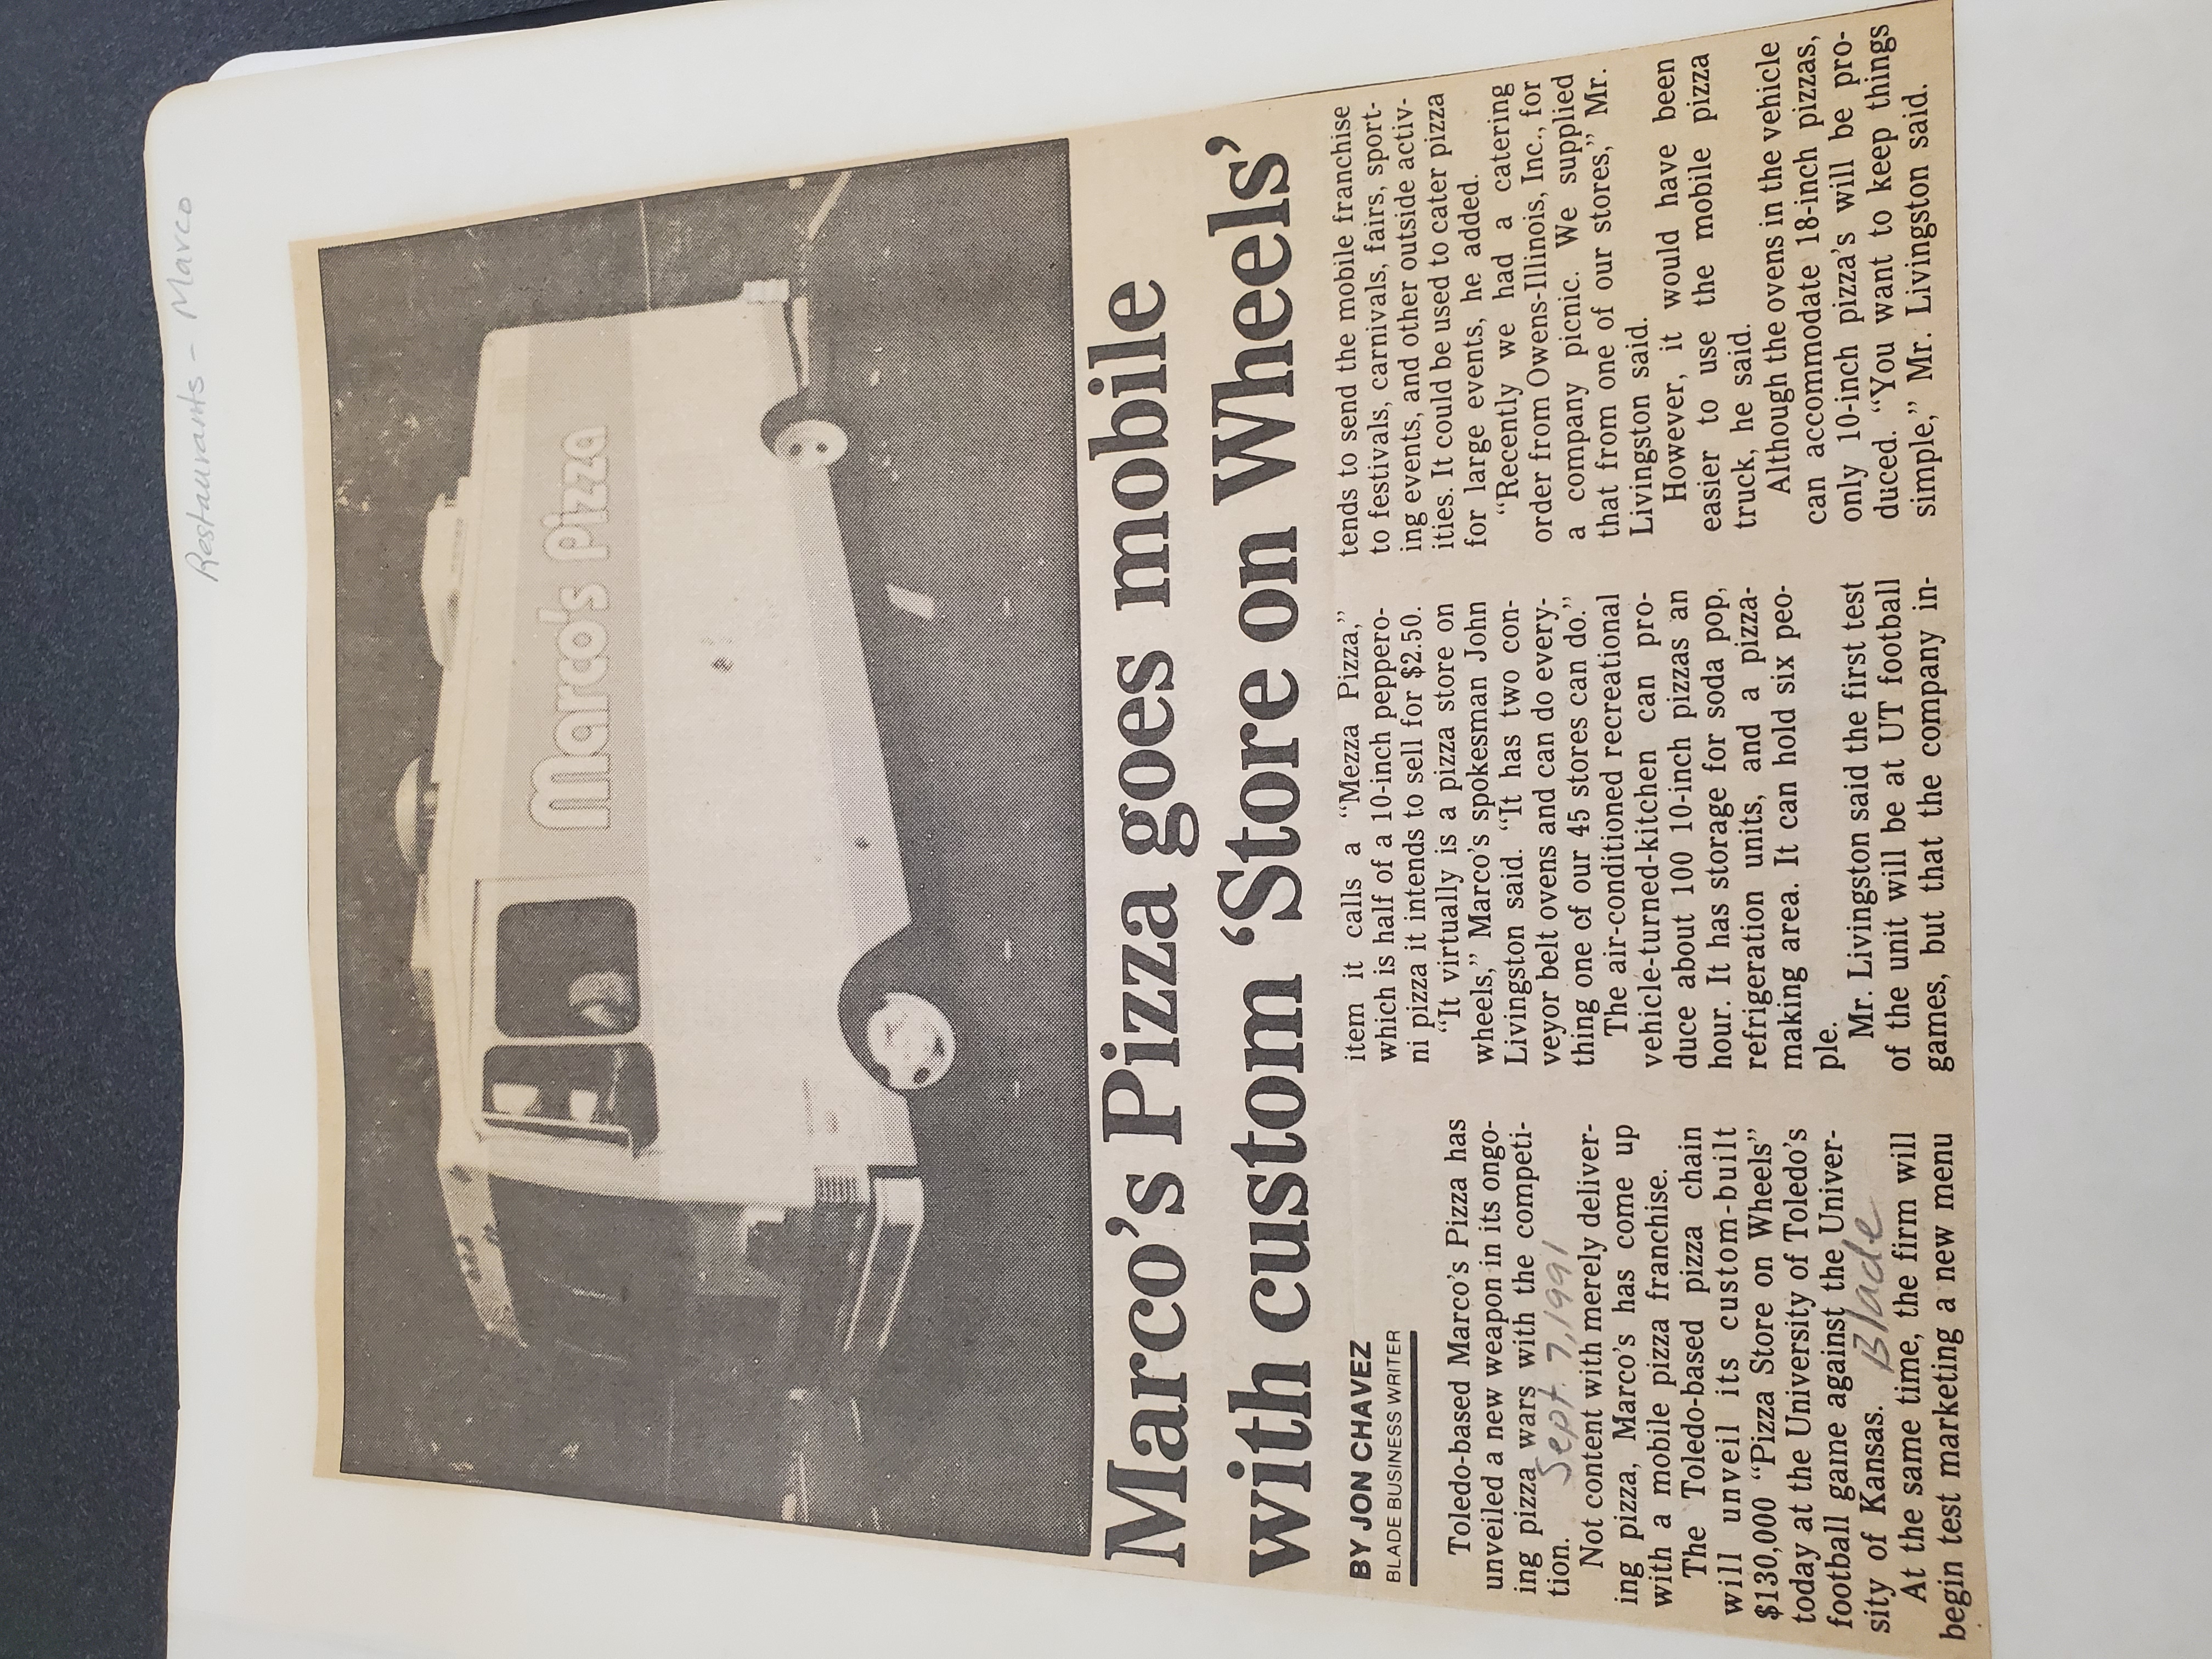 Restaurants - Marco
Marco's Pizza
Marco's Pizza goes mobile
with custom ‘Store on Wheels’
BY JON CHAVEZ
BLADE BUSINESS WRITER
Toledo-based Marco's Pizza has
unveiled a new weapon in its ongo-
ing pizza wars with the competi-
tion.
Sept. 7, 1991
Not content with merely deliver-
ing pizza, Marco's has come up
with a mobile pizza franchise.
The Toledo-based pizza chain
will unveil its custom-built
$130,000 “Pizza Store on Wheels”
today at the University of Toledo's
football game against the Univer-
sity of Kansas.
Blade
At the same time, the firm will
begin test marketing a new menu
item it calls a “Mezza Pizza,”
which is half of a 10-inch peppero-
ni pizza it intends to sell for $2.50.
“It virtually is a pizza store on
wheels,” Marco's spokesman John
Livingston said. “It has two con-
veyor belt ovens and can do every-
thing one of our 45 stores can do.”
The air-conditioned recreational
vehicle-turned-kitchen can pro-
duce about 100 10-inch pizzas an
hour. It has storage for soda pop,
refrigeration units, and a pizza-
making area. It can hold six peo-
ple.
Mr. Livingston said the first test
of the unit will be at UT football
games, but that the company in-
tends to send the mobile franchise
to festivals, carnivals, fairs, sport-
ing events, and other outside activ-
ities. It could be used to cater pizza
for large events, he added.
“Recently we had a catering
order from Owens-Illinois, Inc., for
a company picnic. We supplied
that from one of our stores,” Mr.
Livingston said.
However, it would have been
easier to use the mobile pizza
truck, he said.
Although the ovens in the vehicle
can accommodate 18-inch pizzas,
only 10-inch pizza's will be pro-
duced. “You want to keep things
simple,” Mr. Livingston said.